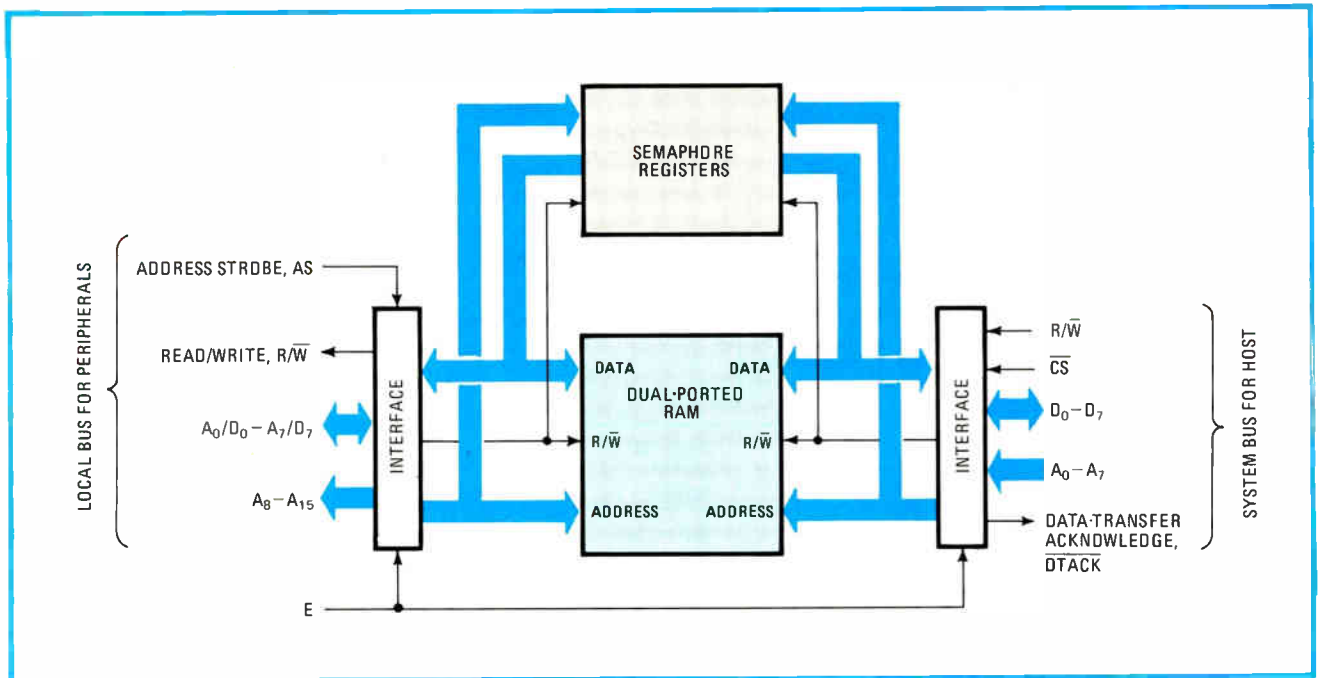 SEMAPHORE
REGISTERS
LOCAL BUS FOR PERIPHERALS
ADDRESS STROBE, AS
READ/WRITE, R/W̅
A₀/D₀–A₇/D₇
A₈–A₁₅
E
INTERFACE
DATA DATA
DUAL-PORTED
RAM
R/W̅ R/W̅
ADDRESS ADDRESS
INTERFACE
R/W̅
C̅S̅
D₀–D₇
A₀–A₇
DATA-TRANSFER
ACKNOWLEDGE,
D̅T̅A̅C̅K̅
SYSTEM BUS FOR HOST